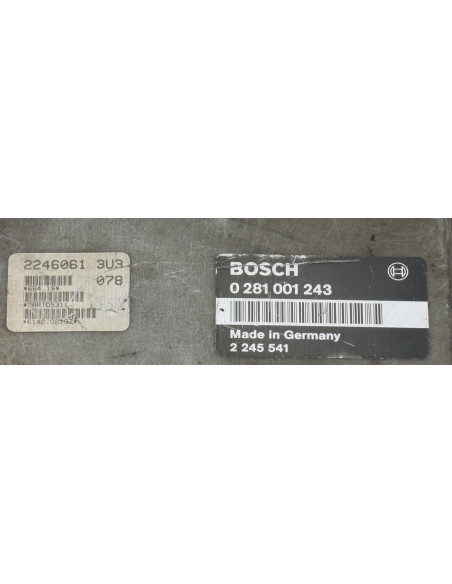 2246061 3U3
078
BOSCH
0 281 001 243
Made in Germany
2 245 541